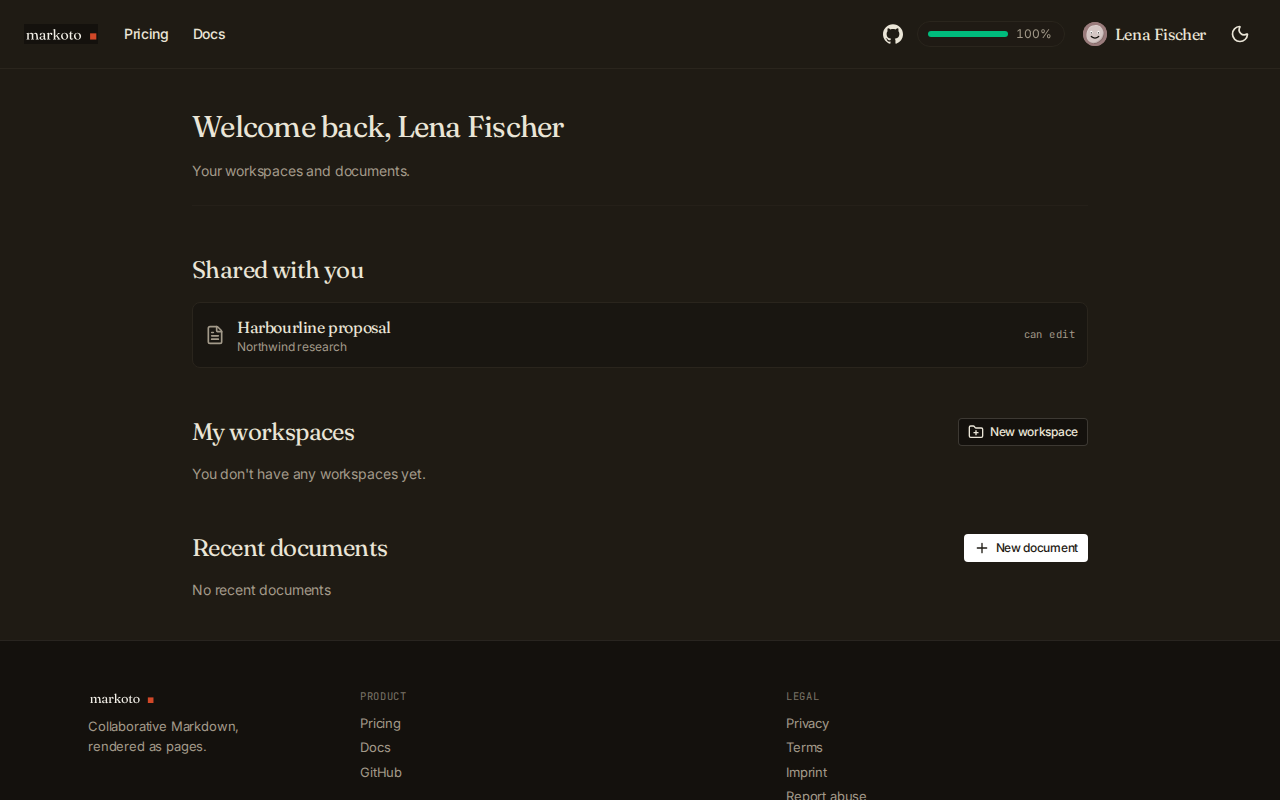 markoto
Pricing
Docs
100%
Lena Fischer
Welcome back, Lena Fischer
Your workspaces and documents.
Shared with you
Harbourline proposal
Northwind research
can edit
My workspaces
New workspace
You don't have any workspaces yet.
Recent documents
New document
No recent documents
markoto
Collaborative Markdown,
rendered as pages.
PRODUCT
Pricing
Docs
GitHub
LEGAL
Privacy
Terms
Imprint
Report abuse